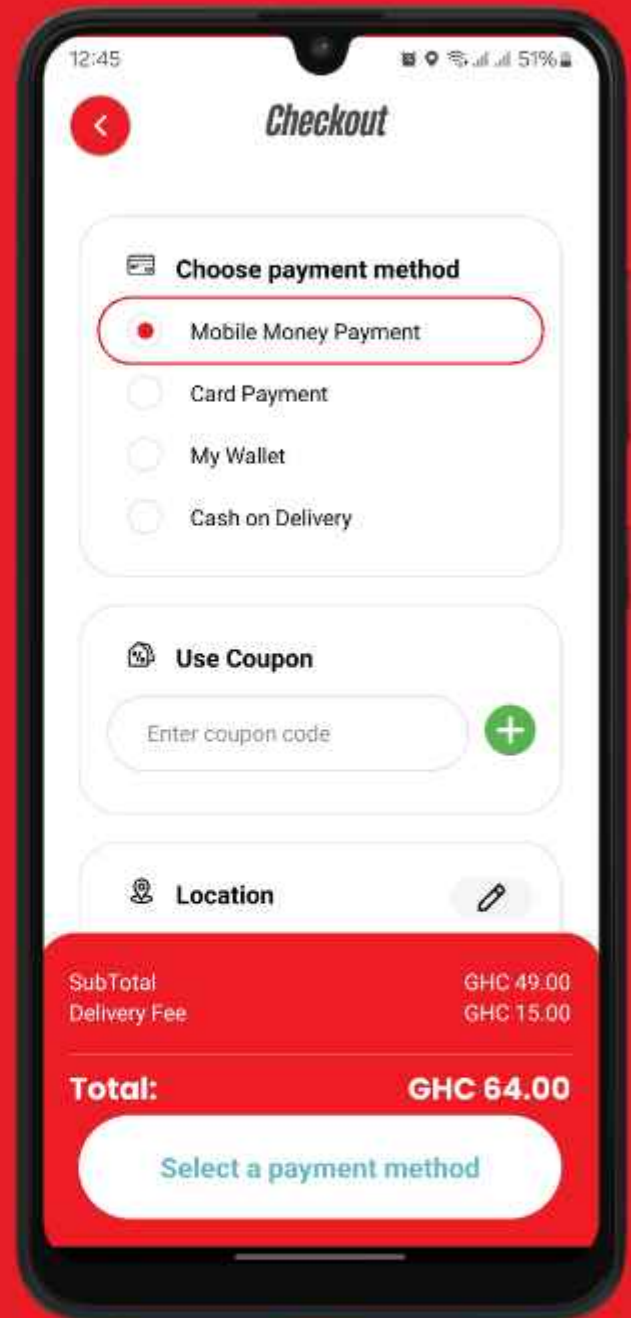 12:45
51%
Checkout
Choose payment method
Mobile Money Payment
Card Payment
My Wallet
Cash on Delivery
Use Coupon
Enter coupon code
Location
SubTotal GHC 49.00
Delivery Fee GHC 15.00
Total: GHC 64.00
Select a payment method